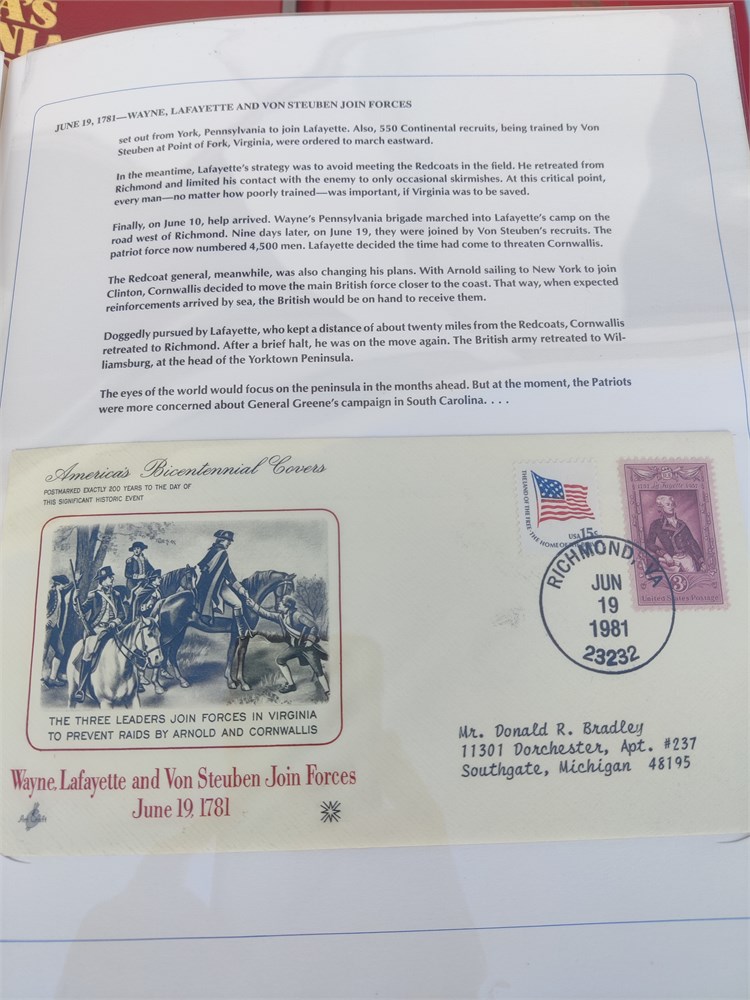 JUNE 19, 1781—WAYNE, LAFAYETTE AND VON STEUBEN JOIN FORCES
set out from York, Pennsylvania to join Lafayette. Also, 550 Continental recruits, being trained by Von
Steuben at Point of Fork, Virginia, were ordered to march eastward.
In the meantime, Lafayette's strategy was to avoid meeting the Redcoats in the field. He retreated from
Richmond and limited his contact with the enemy to only occasional skirmishes. At this critical point,
every man—no matter how poorly trained—was important, if Virginia was to be saved.
Finally, on June 10, help arrived. Wayne's Pennsylvania brigade marched into Lafayette's camp on the
road west of Richmond. Nine days later, on June 19, they were joined by Von Steuben's recruits. The
patriot force now numbered 4,500 men. Lafayette decided the time had come to threaten Cornwallis.
The Redcoat general, meanwhile, was also changing his plans. With Arnold sailing to New York to join
Clinton, Cornwallis decided to move the main British force closer to the coast. That way, when expected
reinforcements arrived by sea, the British would be on hand to receive them.
Doggedly pursued by Lafayette, who kept a distance of about twenty miles from the Redcoats, Cornwallis
retreated to Richmond. After a brief halt, he was on the move again. The British army retreated to Wil-
liamsburg, at the head of the Yorktown Peninsula.
The eyes of the world would focus on the peninsula in the months ahead. But at the moment, the Patriots
were more concerned about General Greene's campaign in South Carolina. . . .
America's Bicentennial Covers
POSTMARKED EXACTLY 200 YEARS TO THE DAY OF
THIS SIGNIFICANT HISTORIC EVENT
THE LAND OF THE FREE
THE HOME OF
USA 15c
3¢
United States Postage
RICHMOND, VA
JUN
19
1981
23232
THE THREE LEADERS JOIN FORCES IN VIRGINIA
TO PREVENT RAIDS BY ARNOLD AND CORNWALLIS
Mr. Donald R. Bradley
11301 Dorchester, Apt. #237
Southgate, Michigan 48195
Wayne, Lafayette and Von Steuben Join Forces
June 19, 1781